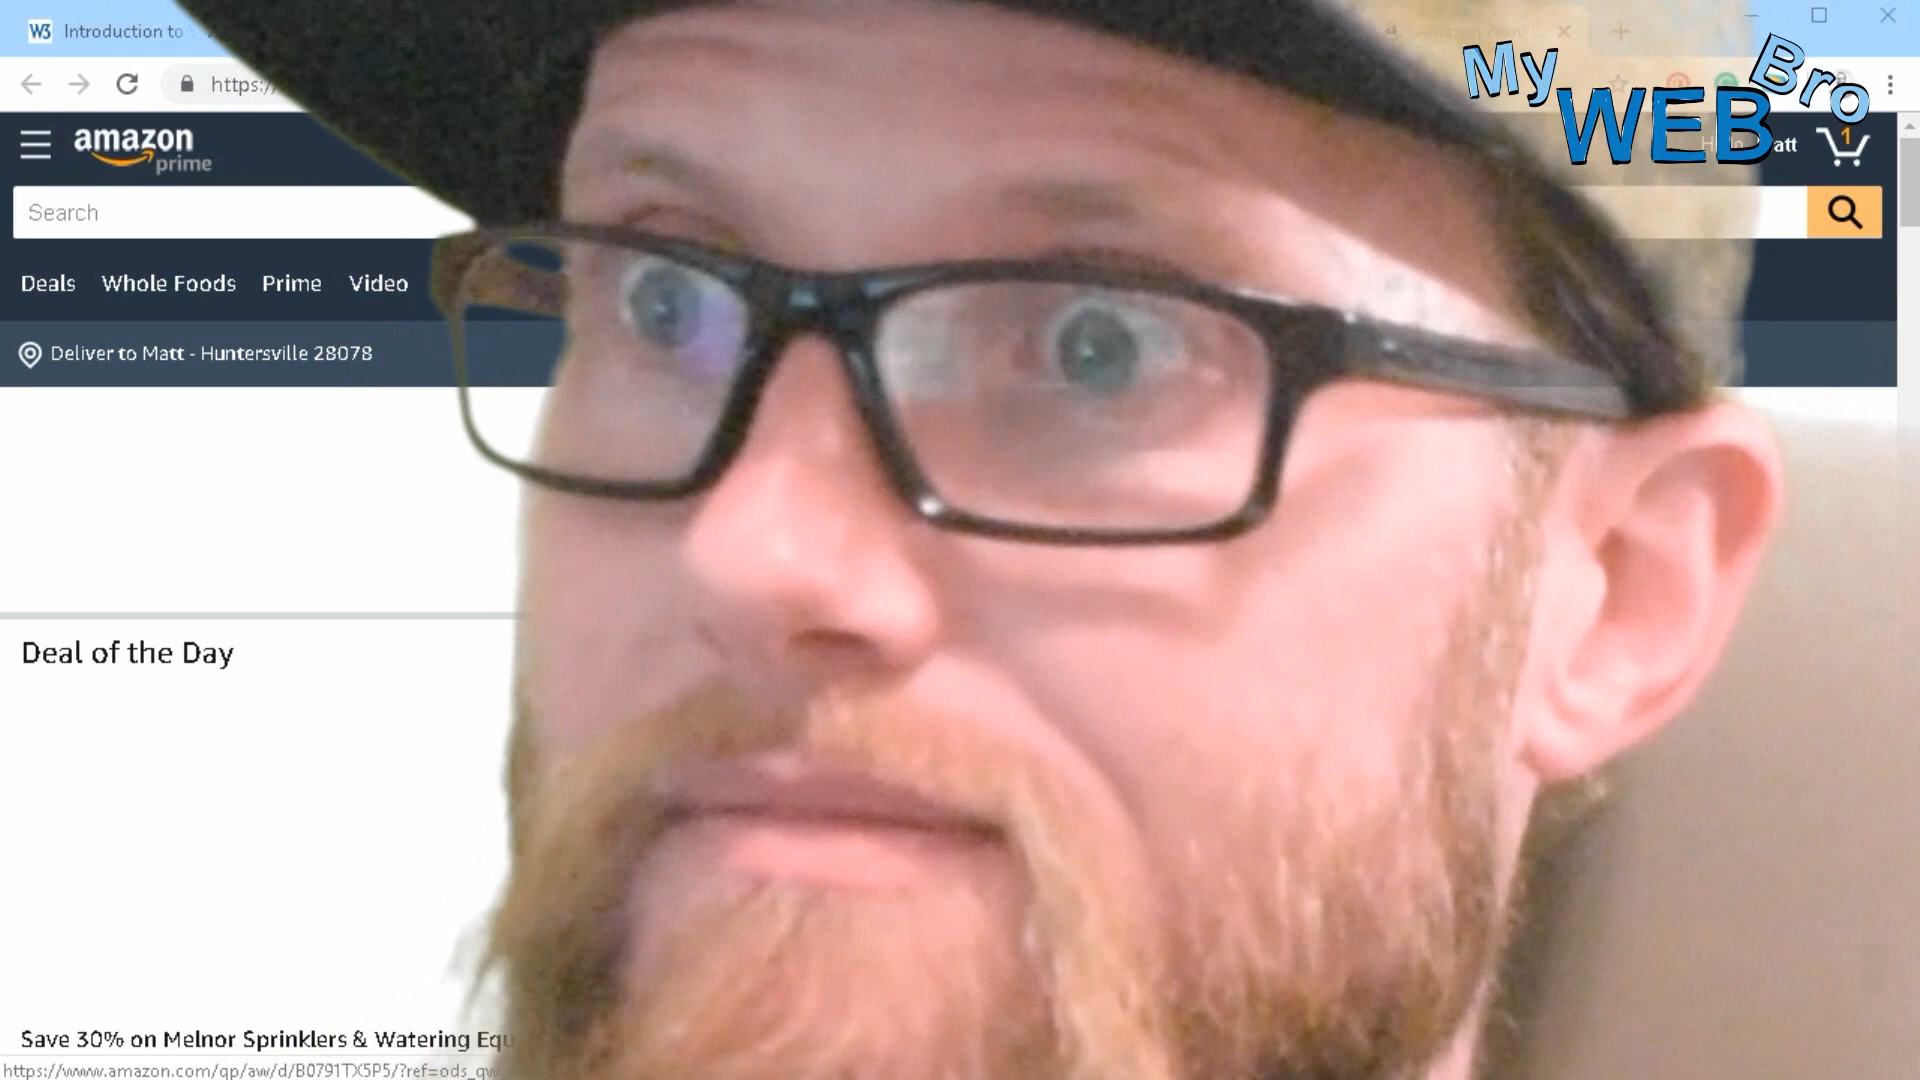 W3 Introduction to
https:/
My WEB Bro
amazon
prime
att
1
Search
Deals Whole Foods Prime Video
Deliver to Matt - Huntersville 28078
Deal of the Day
Save 30% on Melnor Sprinklers & Watering Equ
https://www.amazon.com/gp/aw/d/B0791TX5P5/?ref=ods_gw